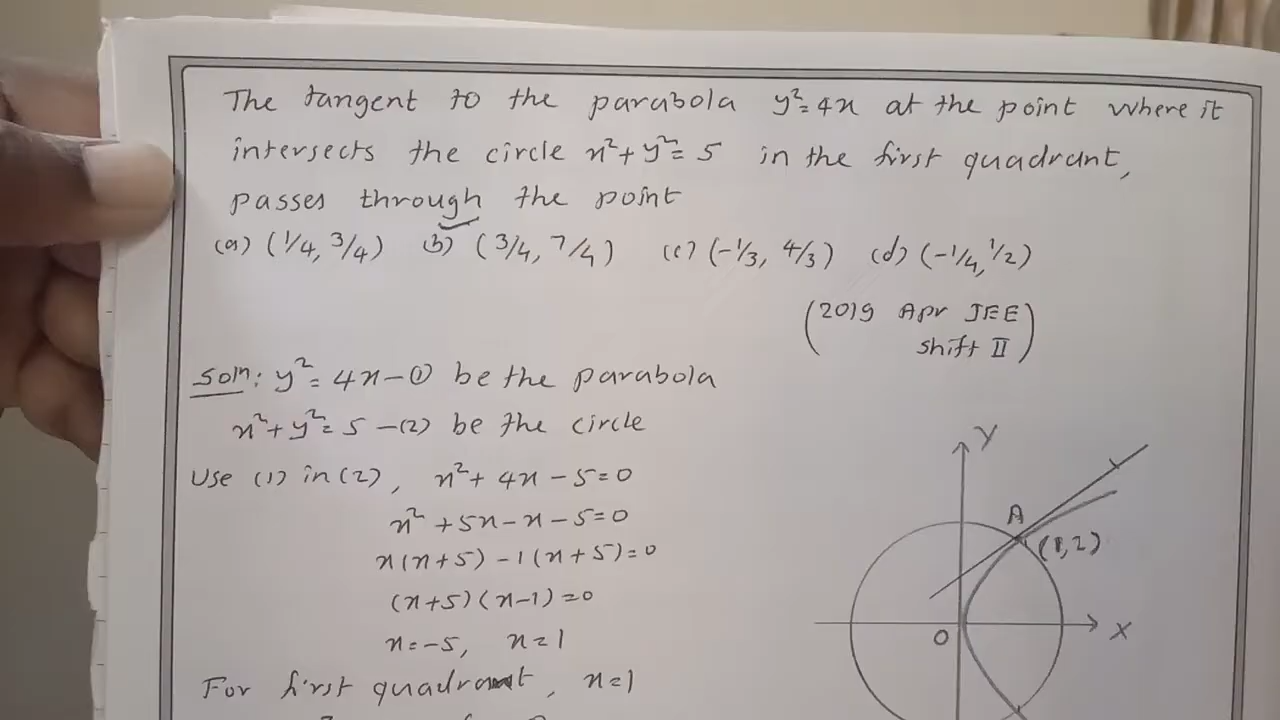 The tangent to the parabola y²=4x at the point where it
intersects the circle x²+y²=5 in the first quadrant,
passes through the point
(a) (1/4, 3/4) (b) (3/4, 7/4) (c) (-1/3, 4/3) (d) (-1/4, 1/2)
(2019 Apr JEE
shift II)
Soln: y²=4x-① be the parabola
x²+y²=5-(2) be the circle
Use (1) in (2), x²+4x-5=0
x²+5x-x-5=0
x(x+5)-1(x+5)=0
(x+5)(x-1)=0
x=-5, x=1
For first quadrant, x=1
Y
A
(1,2)
O
X